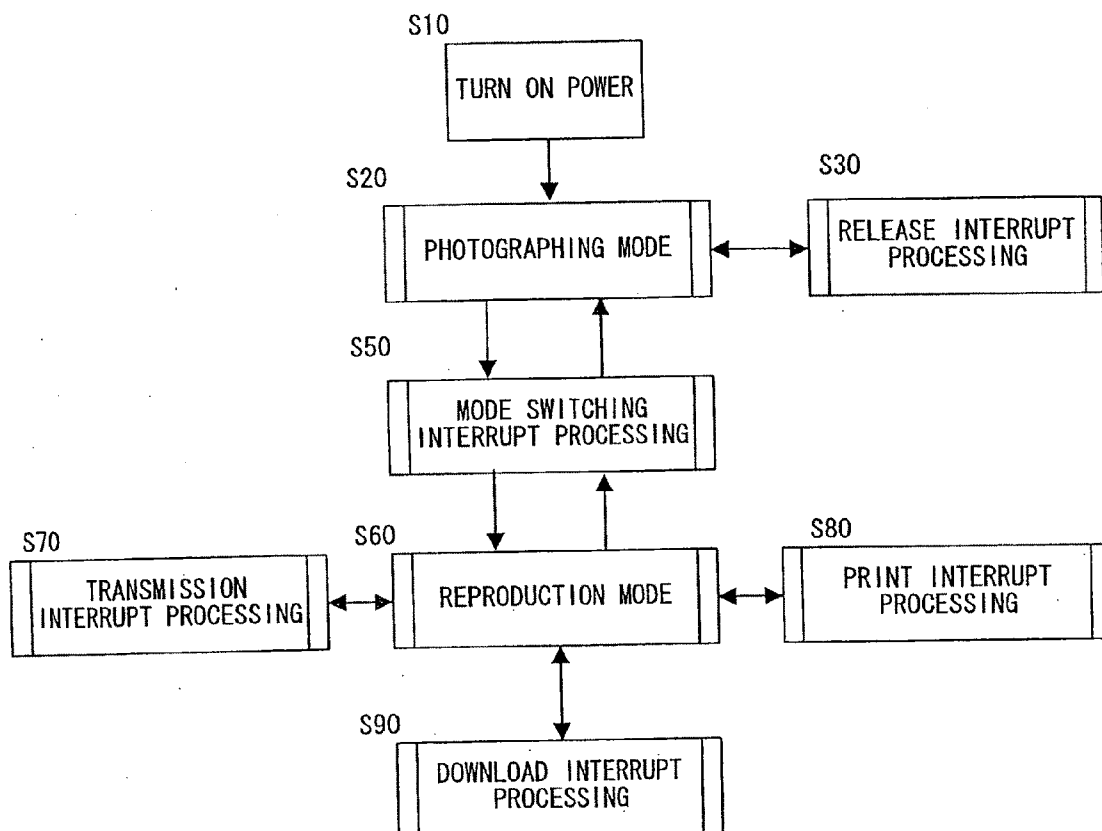 S10
TURN ON POWER
S20
PHOTOGRAPHING MODE
S30
RELEASE INTERRUPT
PROCESSING
S50
MODE SWITCHING
INTERRUPT PROCESSING
S70
TRANSMISSION
INTERRUPT PROCESSING
S60
REPRODUCTION MODE
S80
PRINT INTERRUPT
PROCESSING
S90
DOWNLOAD INTERRUPT
PROCESSING